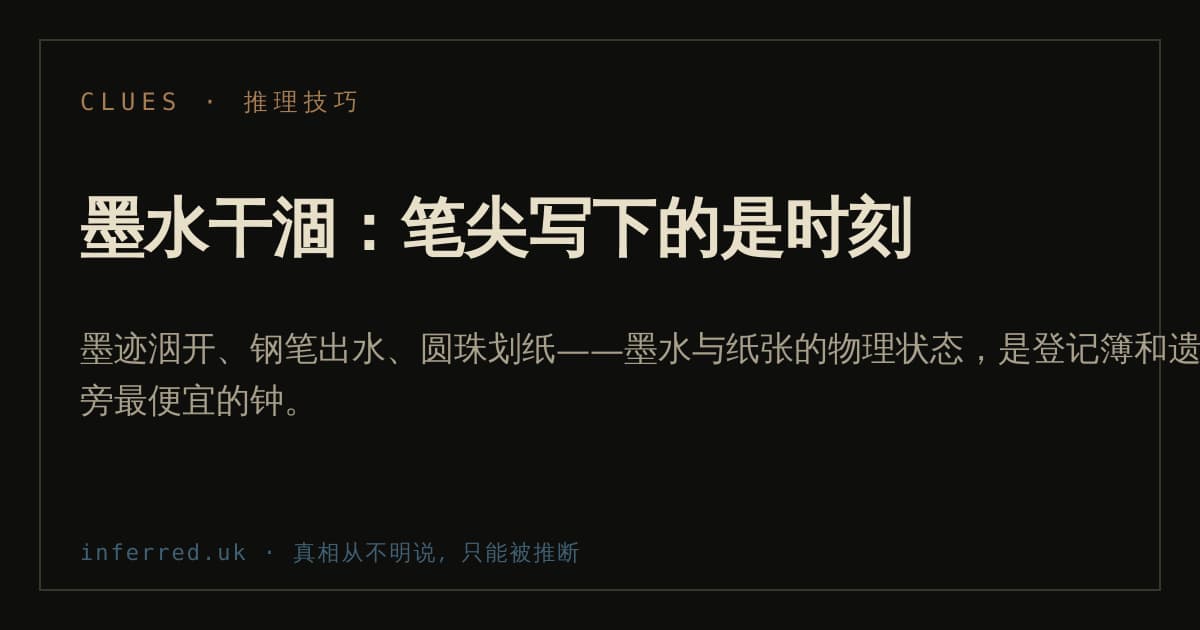 CLUES · 推理技巧
墨水干涸：笔尖写下的是时刻
墨迹洇开、钢笔出水、圆珠划纸——墨水与纸张的物理状态，是登记簿和遗
旁最便宜的钟。
inferred.uk · 真相从不明说，只能被推断